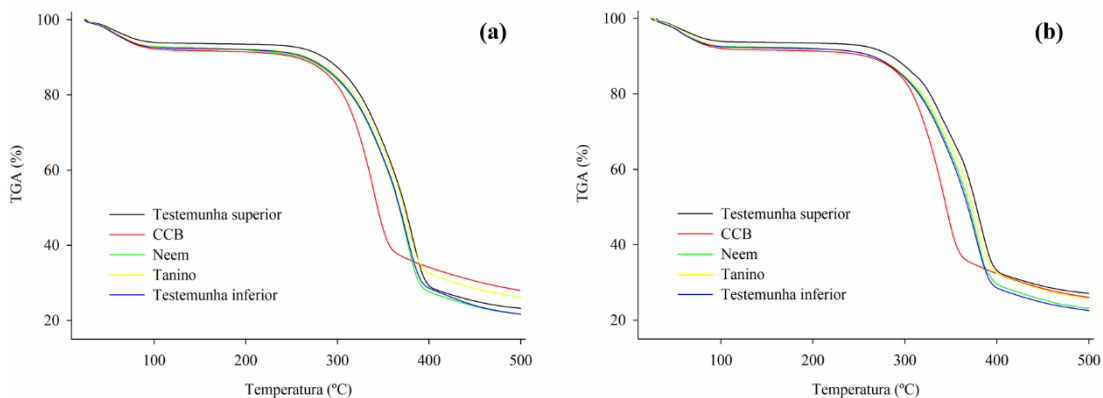 (a)
100
80
60
40
20
TGA (%)
Testemunha superior
CCB
Neem
Tanino
Testemunha inferior
100
200
300
400
500
Temperatura (ºC)
(b)
100
80
60
40
20
TGA (%)
Testemunha superior
CCB
Neem
Tanino
Testemunha inferior
100
200
300
400
500
Temperatura (ºC)